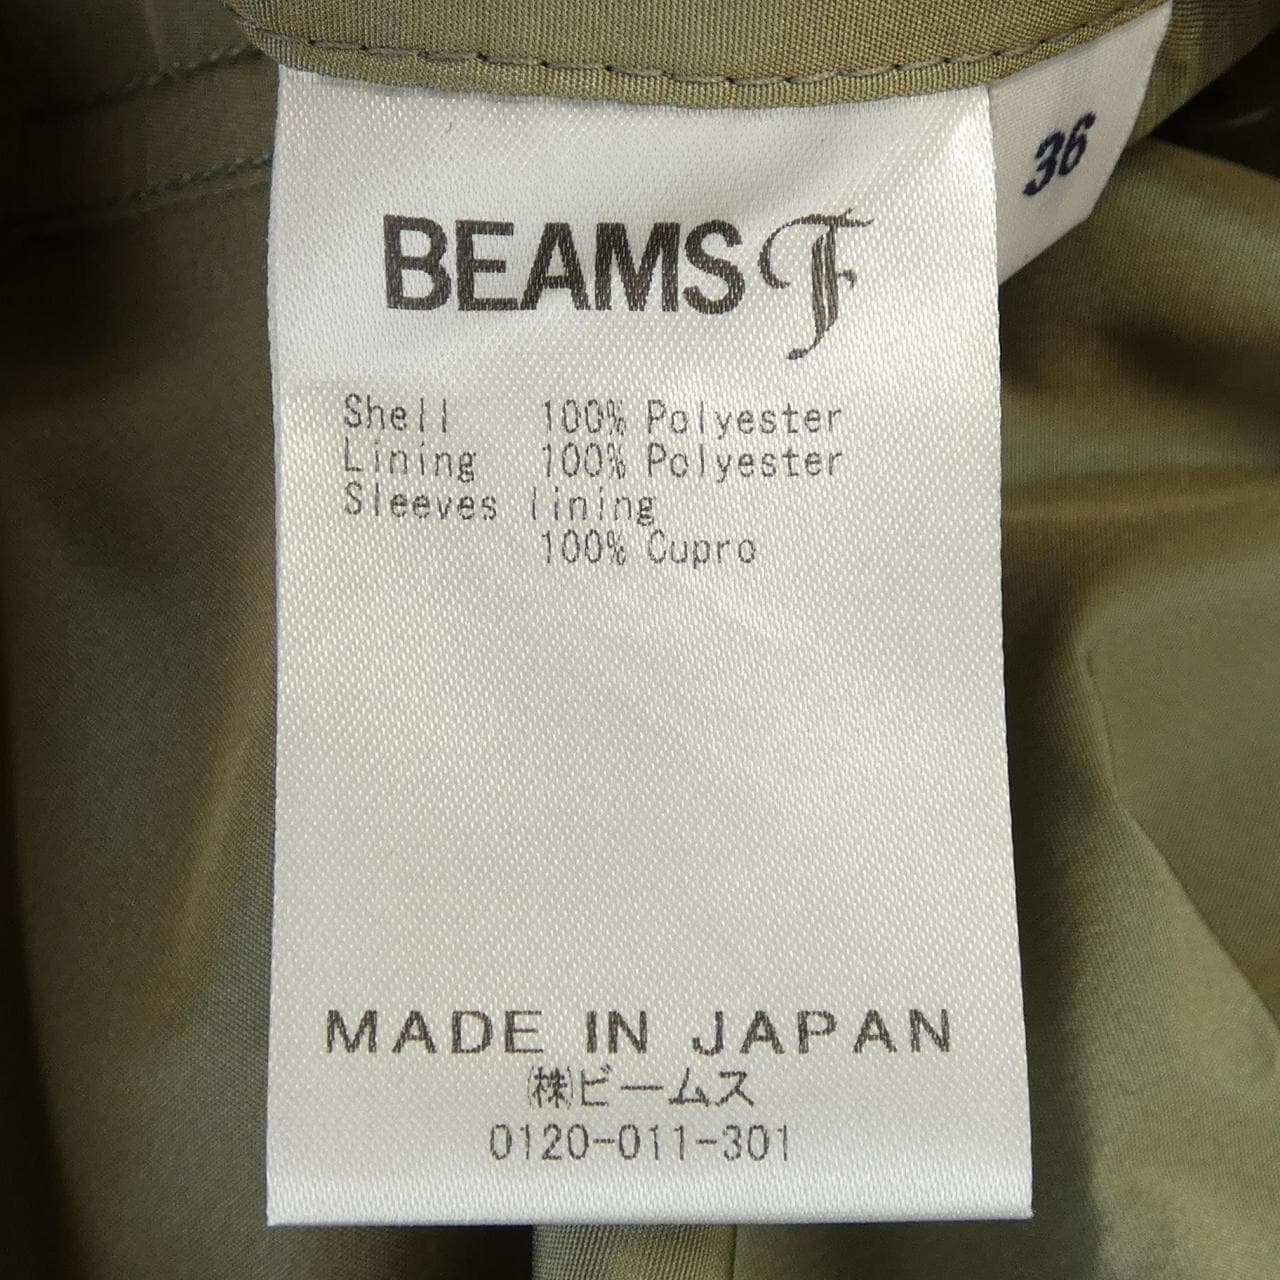 36
BEAMS F
Shell 100% Polyester
Lining 100% Polyester
Sleeves lining
100% Cupro
MADE IN JAPAN
㈱ビームス
0120-011-301